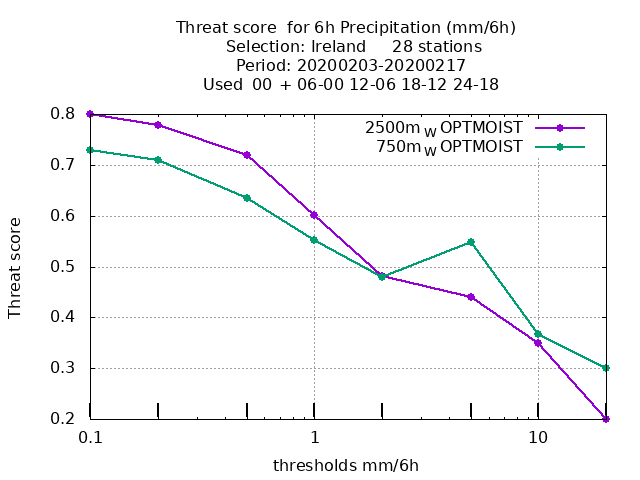 Threat score for 6h Precipitation (mm/6h)
Selection: Ireland 28 stations
Period: 20200203-20200217
Used 00 + 06-00 12-06 18-12 24-18
2500m W OPTMOIST
750m W OPTMOIST
0.8
0.7
0.6
0.5
0.4
0.3
0.2
Threat score
0.1 1 10
thresholds mm/6h